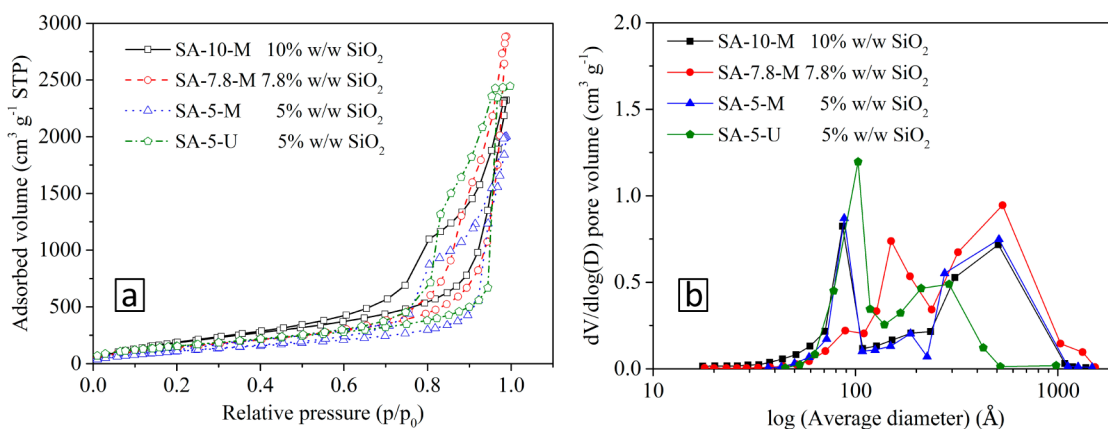 3000
2500
2000
1500
1000
500
0
Adsorbed volume (cm³ g⁻¹ STP)
SA-10-M 10% w/w SiO₂
SA-7.8-M 7.8% w/w SiO₂
SA-5-M 5% w/w SiO₂
SA-5-U 5% w/w SiO₂
a
0.0 0.2 0.4 0.6 0.8 1.0
Relative pressure (p/p₀)
2.0
1.5
1.0
0.5
0.0
dV/dlog(D) pore volume (cm³ g⁻¹)
SA-10-M 10% w/w SiO₂
SA-7.8-M 7.8% w/w SiO₂
SA-5-M 5% w/w SiO₂
SA-5-U 5% w/w SiO₂
b
10 100 1000
log (Average diameter) (Å)